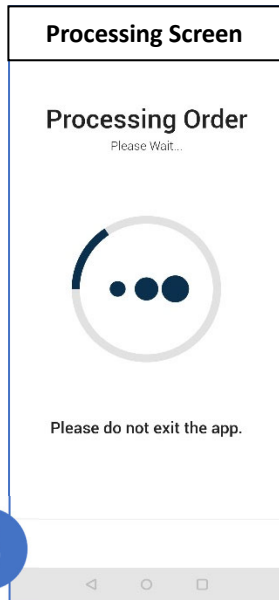 Processing Screen
Processing Order
Please Wait...
Please do not exit the app.